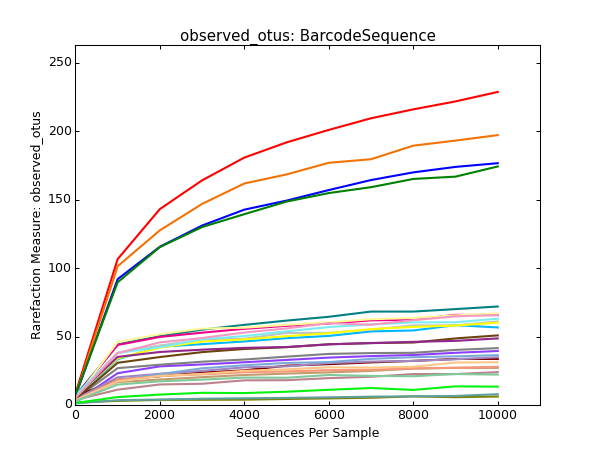 observed_otus: BarcodeSequence
250
200
150
100
50
0
0 2000 4000 6000 8000 10000
Sequences Per Sample
Rarefaction Measure: observed_otus